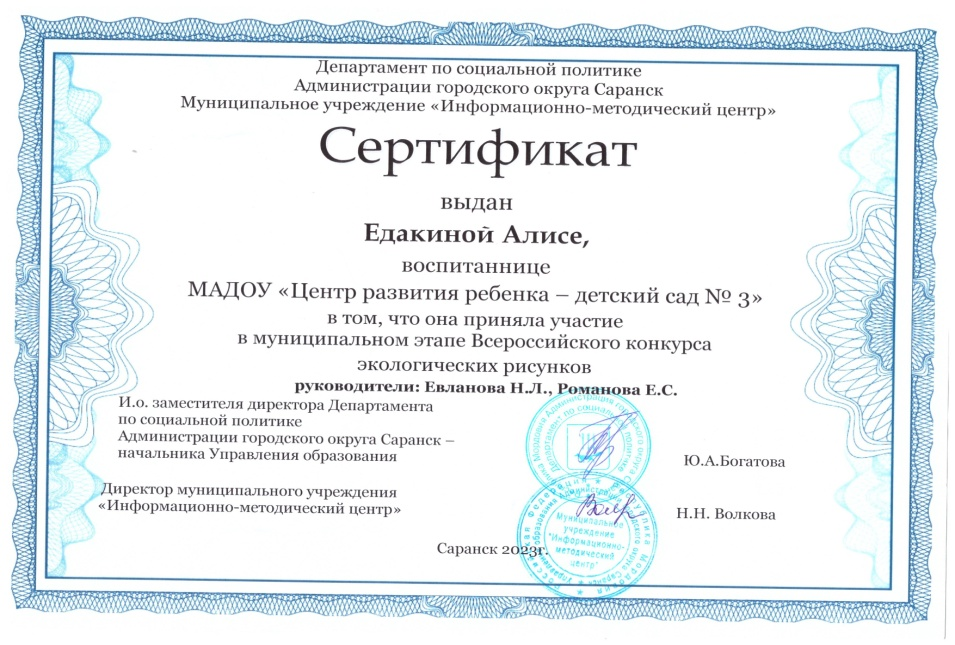 Департамент по социальной политике
Администрации городского округа Саранск
Муниципальное учреждение «Информационно-методический центр»
Сертификат
выдан
Едакиной Алисе,
воспитаннице
МАДОУ «Центр развития ребенка – детский сад № 3»
в том, что она приняла участие
в муниципальном этапе Всероссийского конкурса
экологических рисунков
руководители: Евланова Н.Л., Романова Е.С.
И.о. заместителя директора Департамента
по социальной политике
Администрации городского округа Саранск –
начальника Управления образования
Ю.А.Богатова
Директор муниципального учреждения
«Информационно-методический центр»
Н.Н. Волкова
Муниципальное
учреждение
"Информационно-
методический
центр"
Саранск 2023г.